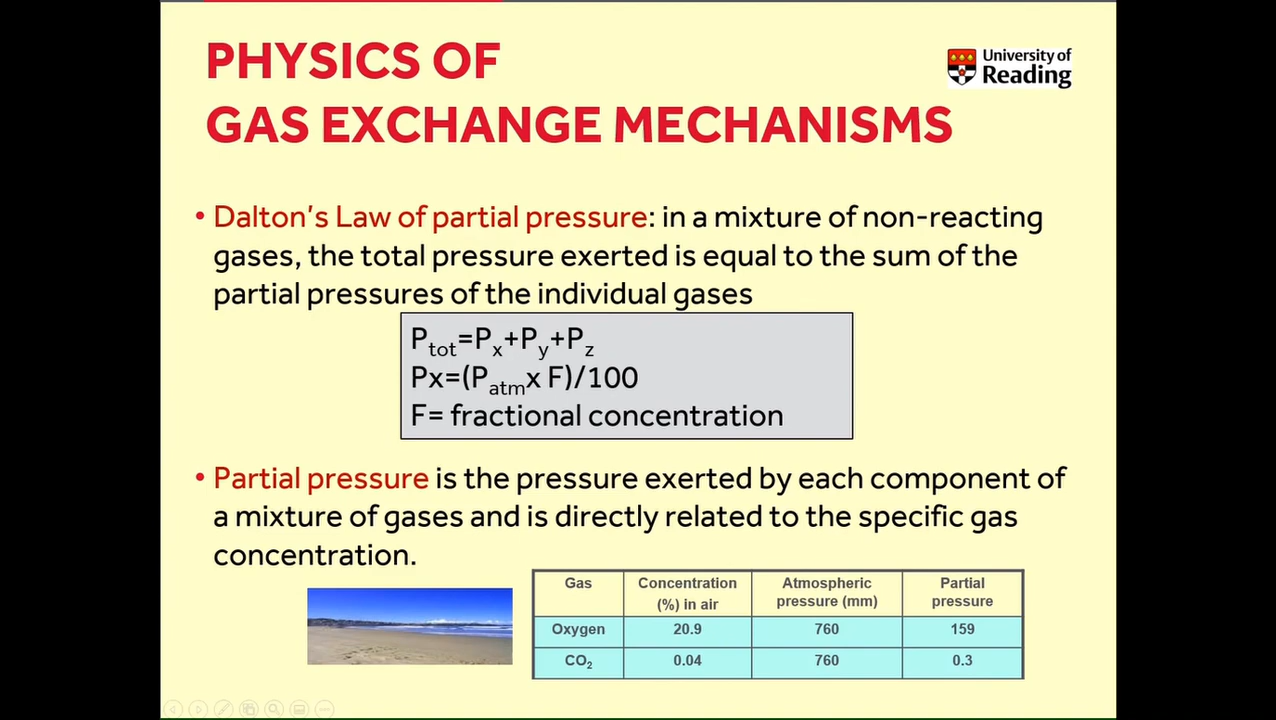 PHYSICS OF
GAS EXCHANGE MECHANISMS
University of
Reading
• Dalton's Law of partial pressure: in a mixture of non-reacting
gases, the total pressure exerted is equal to the sum of the
partial pressures of the individual gases
Ptot=Px+Py+Pz
Px=(Patmx F)/100
F= fractional concentration
• Partial pressure is the pressure exerted by each component of
a mixture of gases and is directly related to the specific gas
concentration.
Gas Concentration (%) in air Atmospheric pressure (mm) Partial pressure
Oxygen 20.9 760 159
CO₂ 0.04 760 0.3